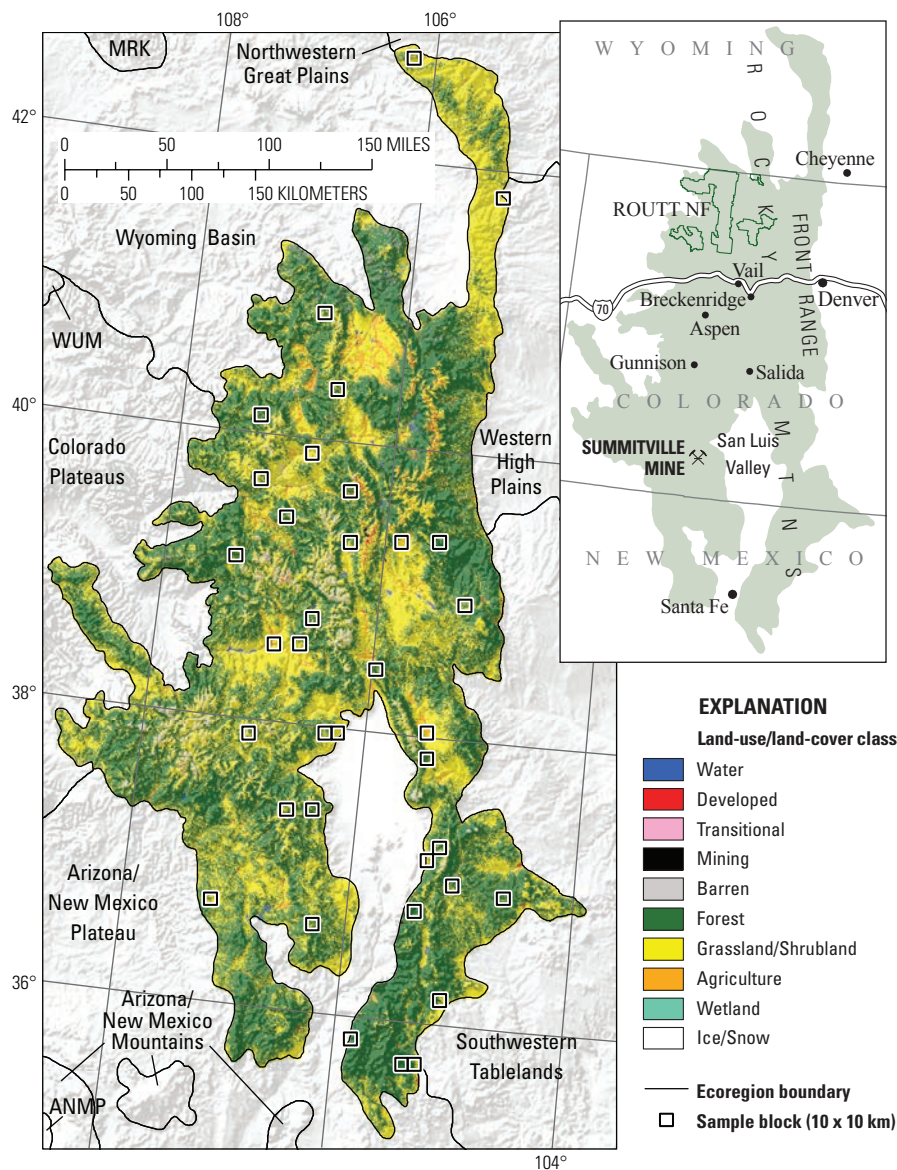 108°
106°
MRK
Northwestern
Great Plains
42°
0 50 100 150 MILES
0 50 100 150 KILOMETERS
Wyoming Basin
WUM
40°
Colorado
Plateaus
Western
High
Plains
38°
Arizona/
New Mexico
Plateau
36°
Arizona/
New Mexico
Mountains
ANMP
Southwestern
Tablelands
104°
WYOMING
ROCKY MTNS
Cheyenne
ROUTT NF
FRONT RANGE
Vail
70
Breckenridge
Denver
Aspen
Gunnison
Salida
COLORADO
SUMMITVILLE
MINE
San Luis
Valley
NEW MEXICO
Santa Fe
EXPLANATION
Land-use/land-cover class
Water
Developed
Transitional
Mining
Barren
Forest
Grassland/Shrubland
Agriculture
Wetland
Ice/Snow
Ecoregion boundary
Sample block (10 x 10 km)